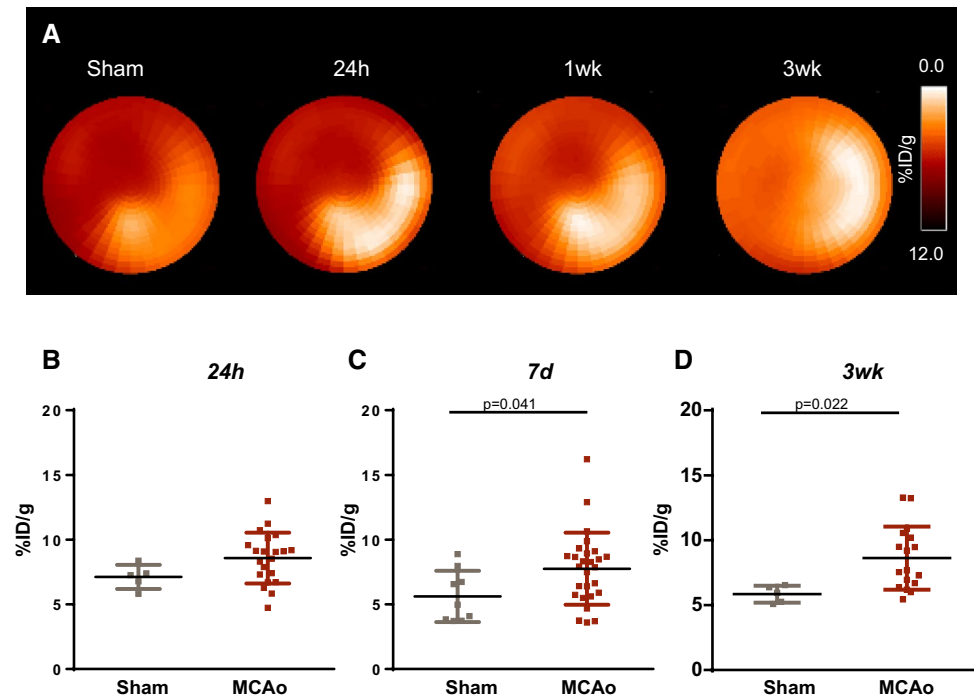 A
Sham 24h 1wk 3wk 0.0
%ID/g
12.0
B 24h C 7d D 3wk
20 p=0.041 20 p=0.022 20
15 15 15
%ID/g %ID/g %ID/g
10 10 10
5 5 5
0 0 0
Sham MCAo Sham MCAo Sham MCAo